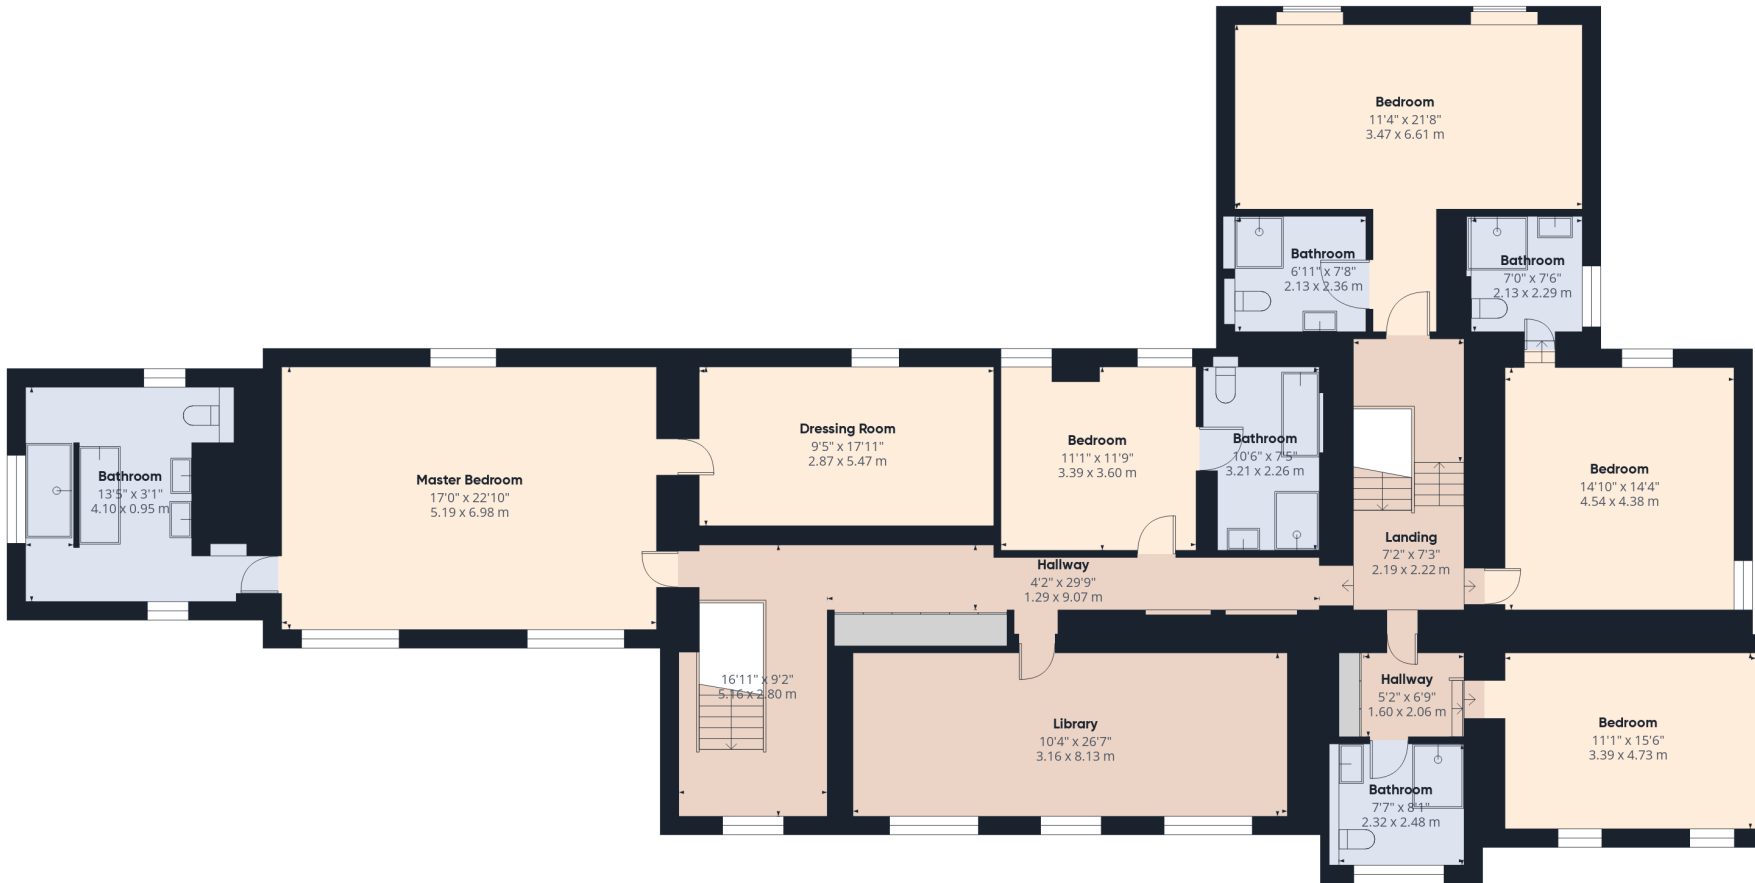 Bedroom
11'4" x 21'8"
3.47 x 6.61 m
Bathroom
6'11" x 7'8"
2.13 x 2.36 m
Bathroom
7'0" x 7'6"
2.13 x 2.29 m
Bathroom
13'5" x 3'1"
4.10 x 0.95 m
Master Bedroom
17'0" x 22'10"
5.19 x 6.98 m
Dressing Room
9'5" x 17'11"
2.87 x 5.47 m
Bedroom
11'1" x 11'9"
3.39 x 3.60 m
Bathroom
10'6" x 7'5"
3.21 x 2.26 m
Bedroom
14'10" x 14'4"
4.54 x 4.38 m
Landing
7'2" x 7'3"
2.19 x 2.22 m
Hallway
4'2" x 29'9"
1.29 x 9.07 m
16'11" x 9'2"
5.16 x 2.80 m
Library
10'4" x 26'7"
3.16 x 8.13 m
Hallway
5'2" x 6'9"
1.60 x 2.06 m
Bedroom
11'1" x 15'6"
3.39 x 4.73 m
Bathroom
7'7" x 8'1"
2.32 x 2.48 m